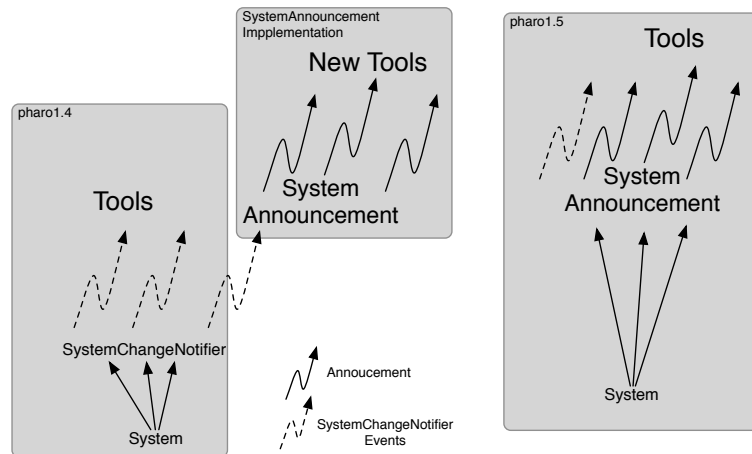 SystemAnnouncement
Impplementation
New Tools
System
Announcement
pharo1.4
Tools
SystemChangeNotifier
System
Annoucement
SystemChangeNotifier
Events
pharo1.5
Tools
System
Announcement
System